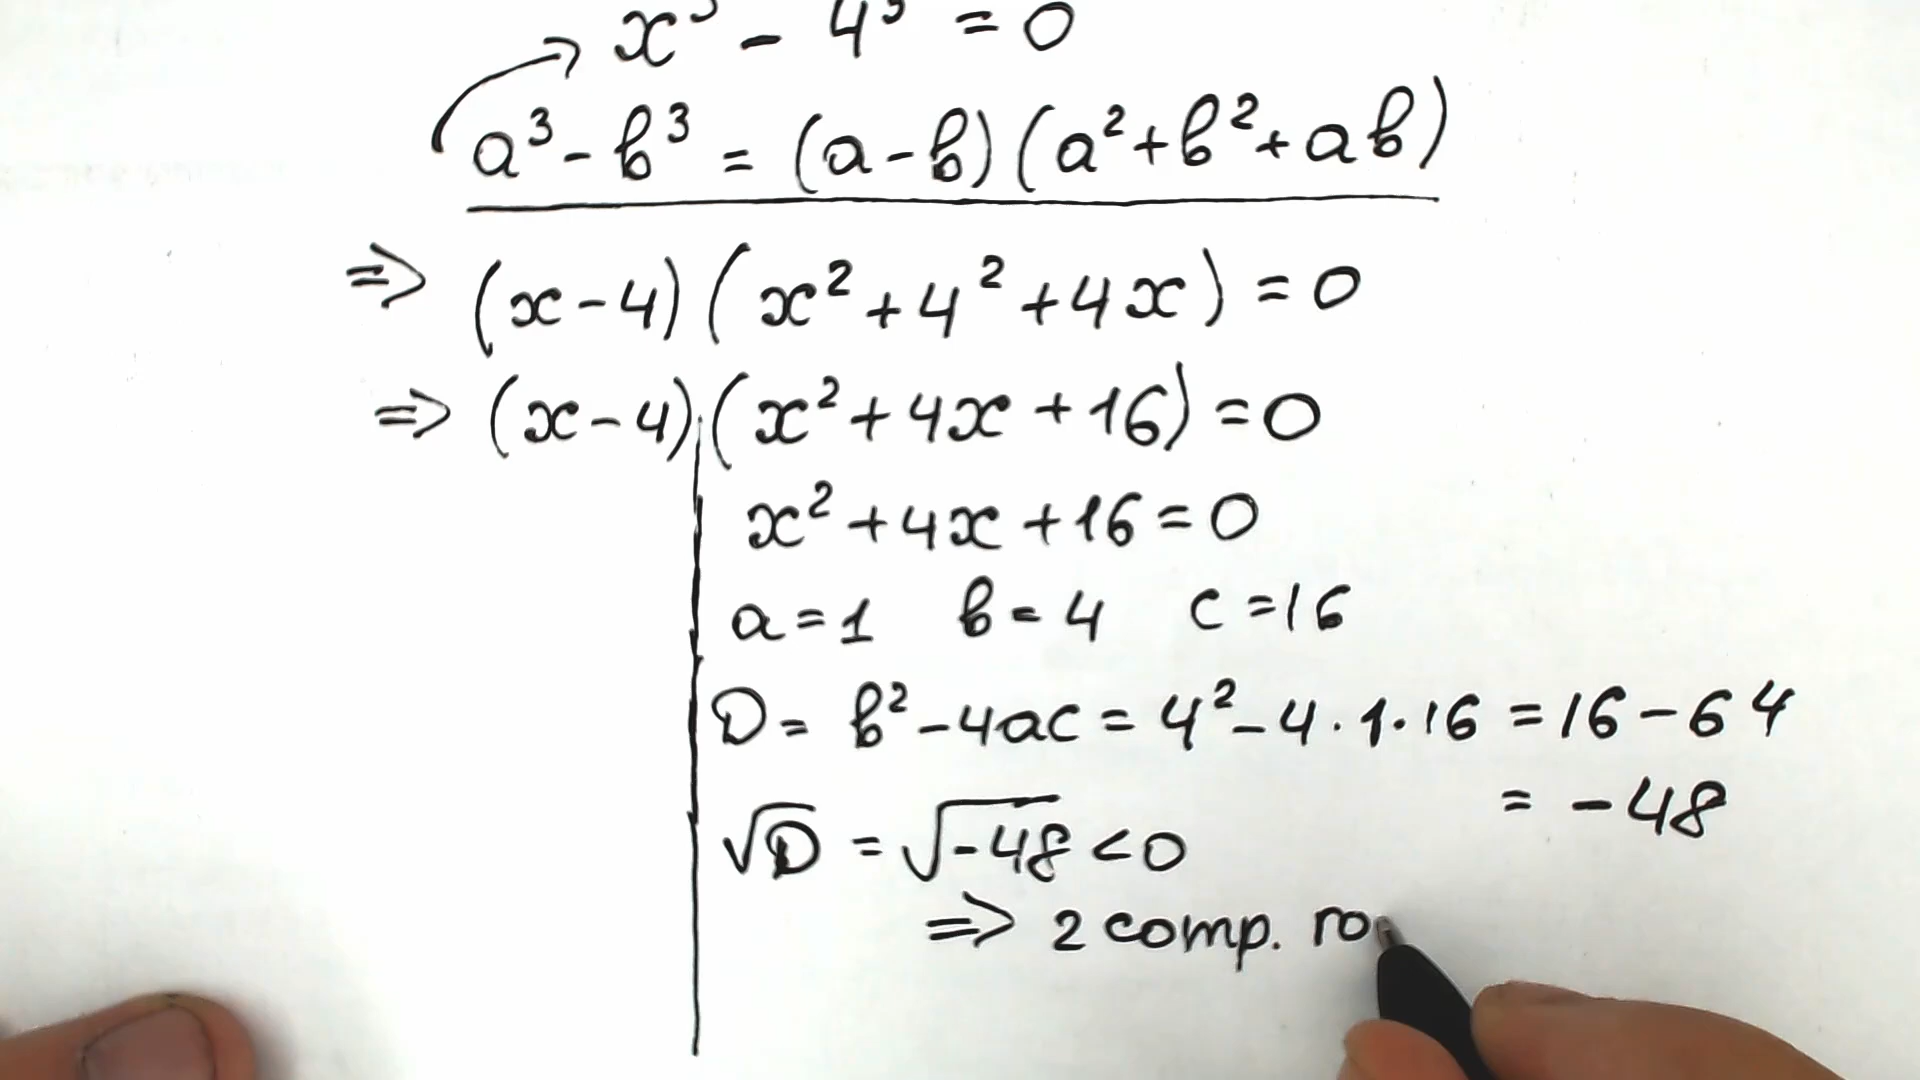 x³ - 4³ = 0
a³ - b³ = (a - b)(a² + b² + ab)
=> (x - 4)(x² + 4² + 4x) = 0
=> (x - 4)(x² + 4x + 16) = 0
x² + 4x + 16 = 0
a = 1 b = 4 c = 16
D = b² - 4ac = 4² - 4 · 1 · 16 = 16 - 64
= -48
√D = √-48 < 0
=> 2 comp. ro